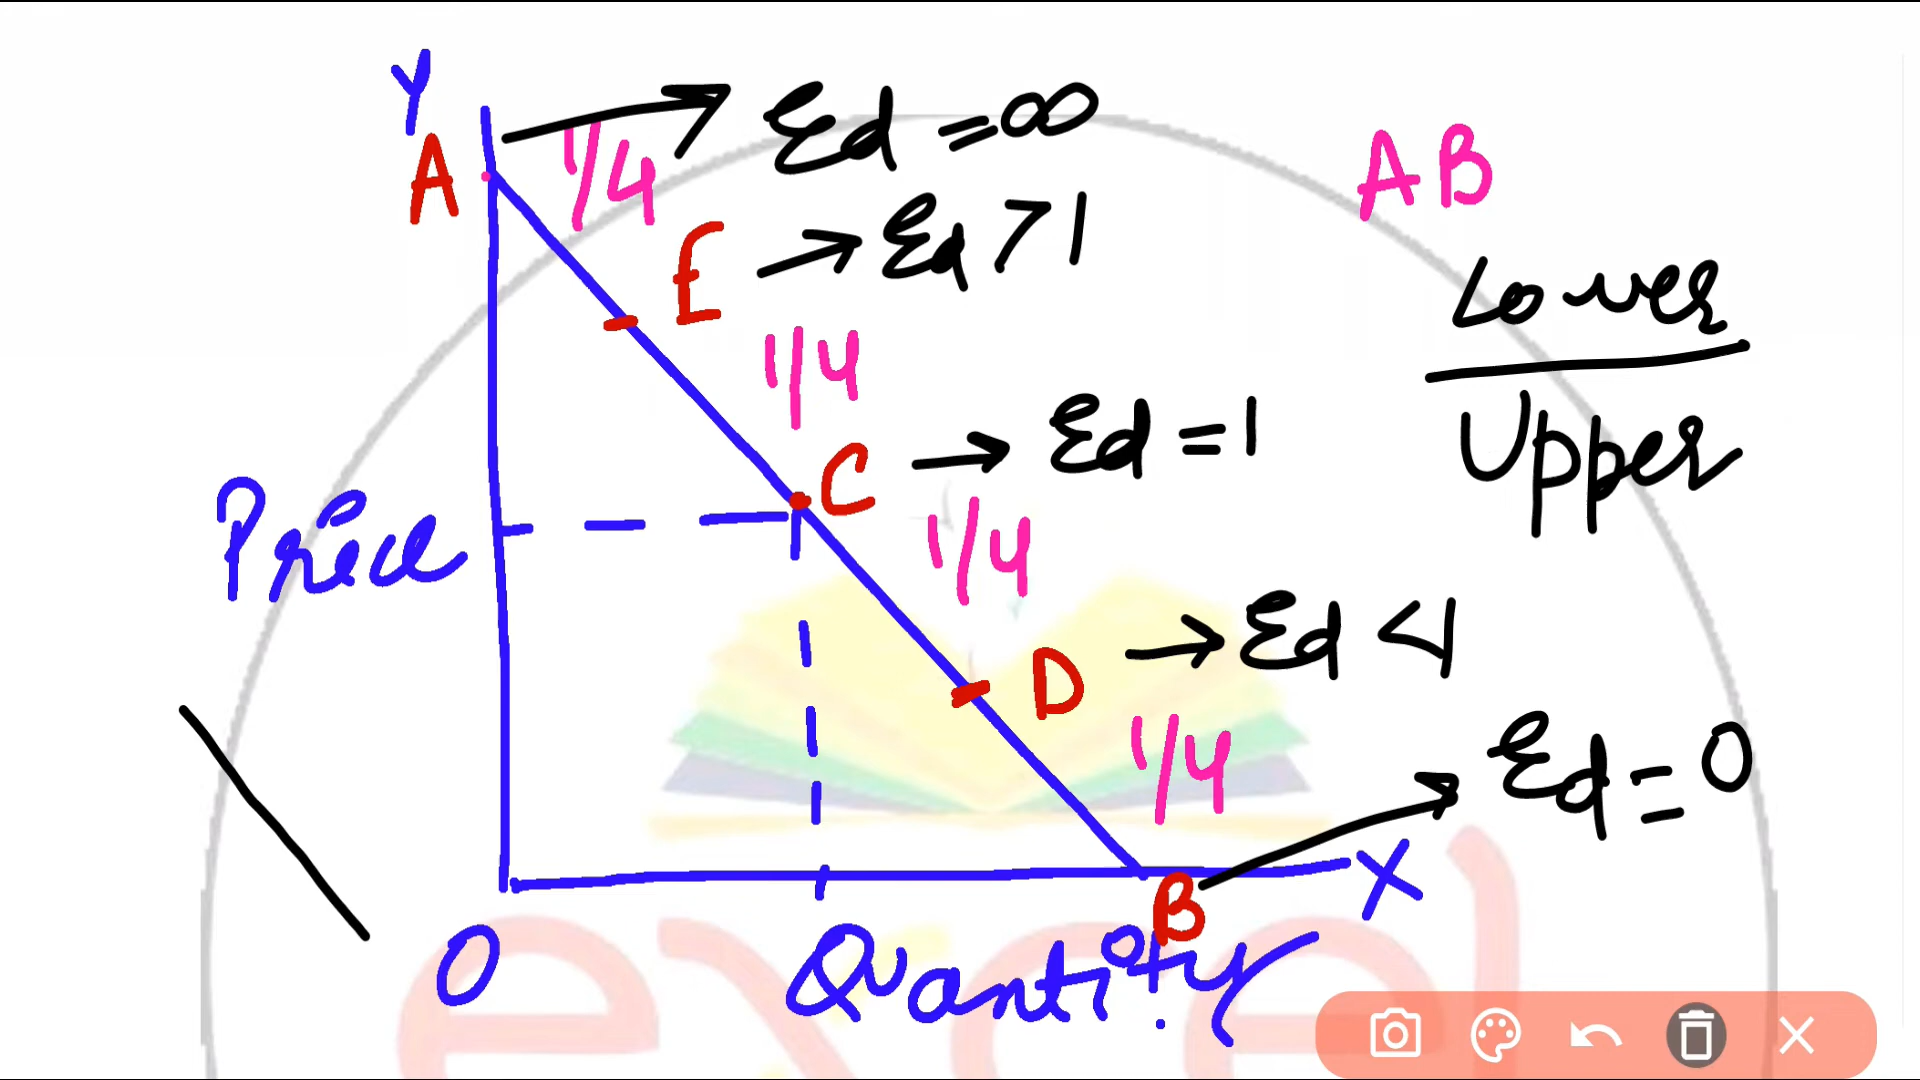 Y
A
1/4
Ed = ∞
AB
E
Ed > 1
Lower
Upper
1/4
C
Ed = 1
Price
1/4
D
Ed < 1
1/4
Ed = 0
B
X
O
Quantity
excel